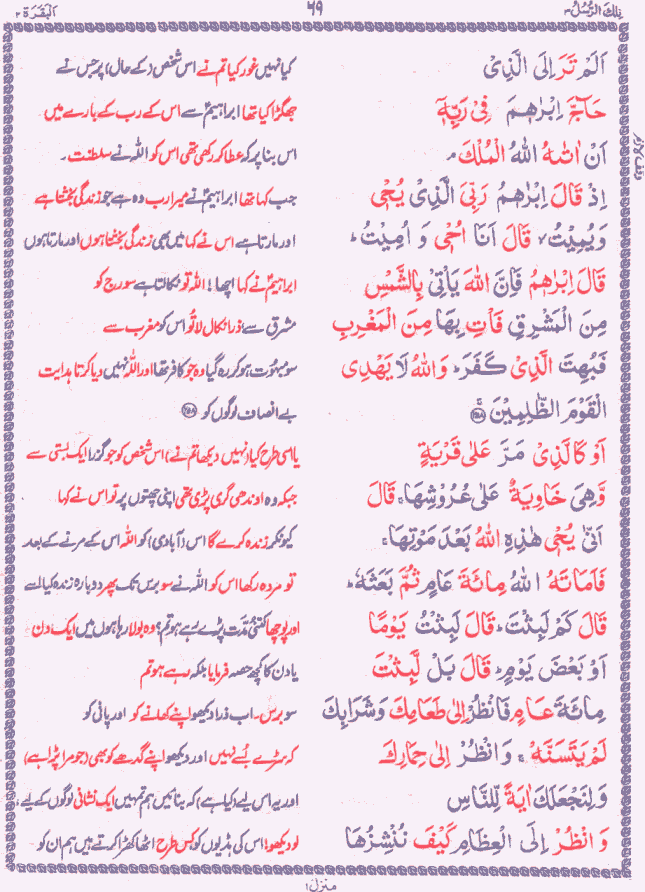 تِلْكَ الرُّسُلُ ۳
۶۹
اَلْبَقَرَة ۲
اَلَمْ تَرَ اِلَى الَّذِیْ
کیا نہیں غور کیا تم نے اس شخص (کے حال) پر جس نے
حَآجَّ اِبْرٰهٖمَ فِیْ رَبِّهٖۤ
جھگڑا کیا تھا ابراہیمؑ سے اس کے رب کے بارے میں
اَنْ اٰتٰىهُ اللّٰهُ الْمُلْكَ ۘ
اس بنا پر کہ عطا کر رکھی تھی اس کو اللہ نے سلطنت۔
اِذْ قَالَ اِبْرٰهٖمُ رَبِّیَ الَّذِیْ یُحْیٖ
جب کہا تھا ابراہیمؑ نے میرا رب وہ ہے جو زندگی بخشتا ہے
وَ یُمِیْتُ ۙ قَالَ اَنَا اُحْیٖ وَ اُمِیْتُ ؕ
اور مارتا ہے اس نے کہا میں بھی زندگی بخشتا ہوں اور مارتا ہوں
قَالَ اِبْرٰهٖمُ فَاِنَّ اللّٰهَ یَاْتِیْ بِالشَّمْسِ
ابراہیمؑ نے کہا اچھا! اللہ تو نکالتا ہے سورج کو
مِنَ الْمَشْرِقِ فَاْتِ بِهَا مِنَ الْمَغْرِبِ
مشرق سے، ذرا نکال لا تُو اس کو مغرب سے
فَبُهِتَ الَّذِیْ كَفَرَ ؕ وَ اللّٰهُ لَا یَهْدِی
سو مبہوت ہو کر رہ گیا وہ جو کافر تھا اور اللہ نہیں دیا کرتا ہدایت
الْقَوْمَ الظّٰلِمِیْنَ ۚ ﴿۲۵۸﴾
بے انصاف لوگوں کو ﴿۲۵۸﴾
اَوْ كَالَّذِیْ مَرَّ عَلٰى قَرْیَةٍ
یا اسی طرح کیا (نہیں دیکھا تم نے) اس شخص کو جو گزرا ایک بستی سے
وَّ هِیَ خَاوِیَةٌ عَلٰى عُرُوْشِهَا ۚ قَالَ
جبکہ وہ اوندھی گری پڑی تھی اپنی چھتوں پر تو اس نے کہا
اَنّٰى یُحْیٖ هٰذِهِ اللّٰهُ بَعْدَ مَوْتِهَا ۚ
کیونکر زندہ کرے گا اس (آبادی) کو اللہ اس کے مرنے کے بعد
فَاَمَاتَهُ اللّٰهُ مِائَةَ عَامٍ ثُمَّ بَعَثَهٗ ؕ
تو مردہ رکھا اس کو اللہ نے سو برس تک پھر دوبارہ زندہ کیا اسے
قَالَ كَمْ لَبِثْتَ ؕ قَالَ لَبِثْتُ یَوْمًا
اور پوچھا کتنی مدّت پڑے رہے ہو تم؟ وہ بولا رہا ہوں میں ایک دن
اَوْ بَعْضَ یَوْمٍ ؕ قَالَ بَلْ لَّبِثْتَ
یا دن کا کچھ حصہ فرمایا بلکہ رہے ہو تم
مِائَةَ عَامٍ فَانْظُرْ اِلٰى طَعَامِكَ وَ شَرَابِكَ
سو برس۔ اب ذرا دیکھو اپنے کھانے کو اور پانی کو
لَمْ یَتَسَنَّهْ ۚ وَ انْظُرْ اِلٰى حِمَارِكَ
کہ سڑے بُسے نہیں اور دیکھو اپنے گدھے کو بھی (جو مرا پڑا ہے)
وَ لِنَجْعَلَكَ اٰیَةً لِّلنَّاسِ
اور یہ اس لیے (کیا ہے) کہ بنائیں ہم تمہیں ایک نشانی لوگوں کے لیے،
وَ انْظُرْ اِلَى الْعِظَامِ كَیْفَ نُنْشِزُهَا
لو دیکھو! اس کی ہڈیوں کو کس طرح اٹھا کھڑا کرتے ہیں ہم ان کو
منزل ۱